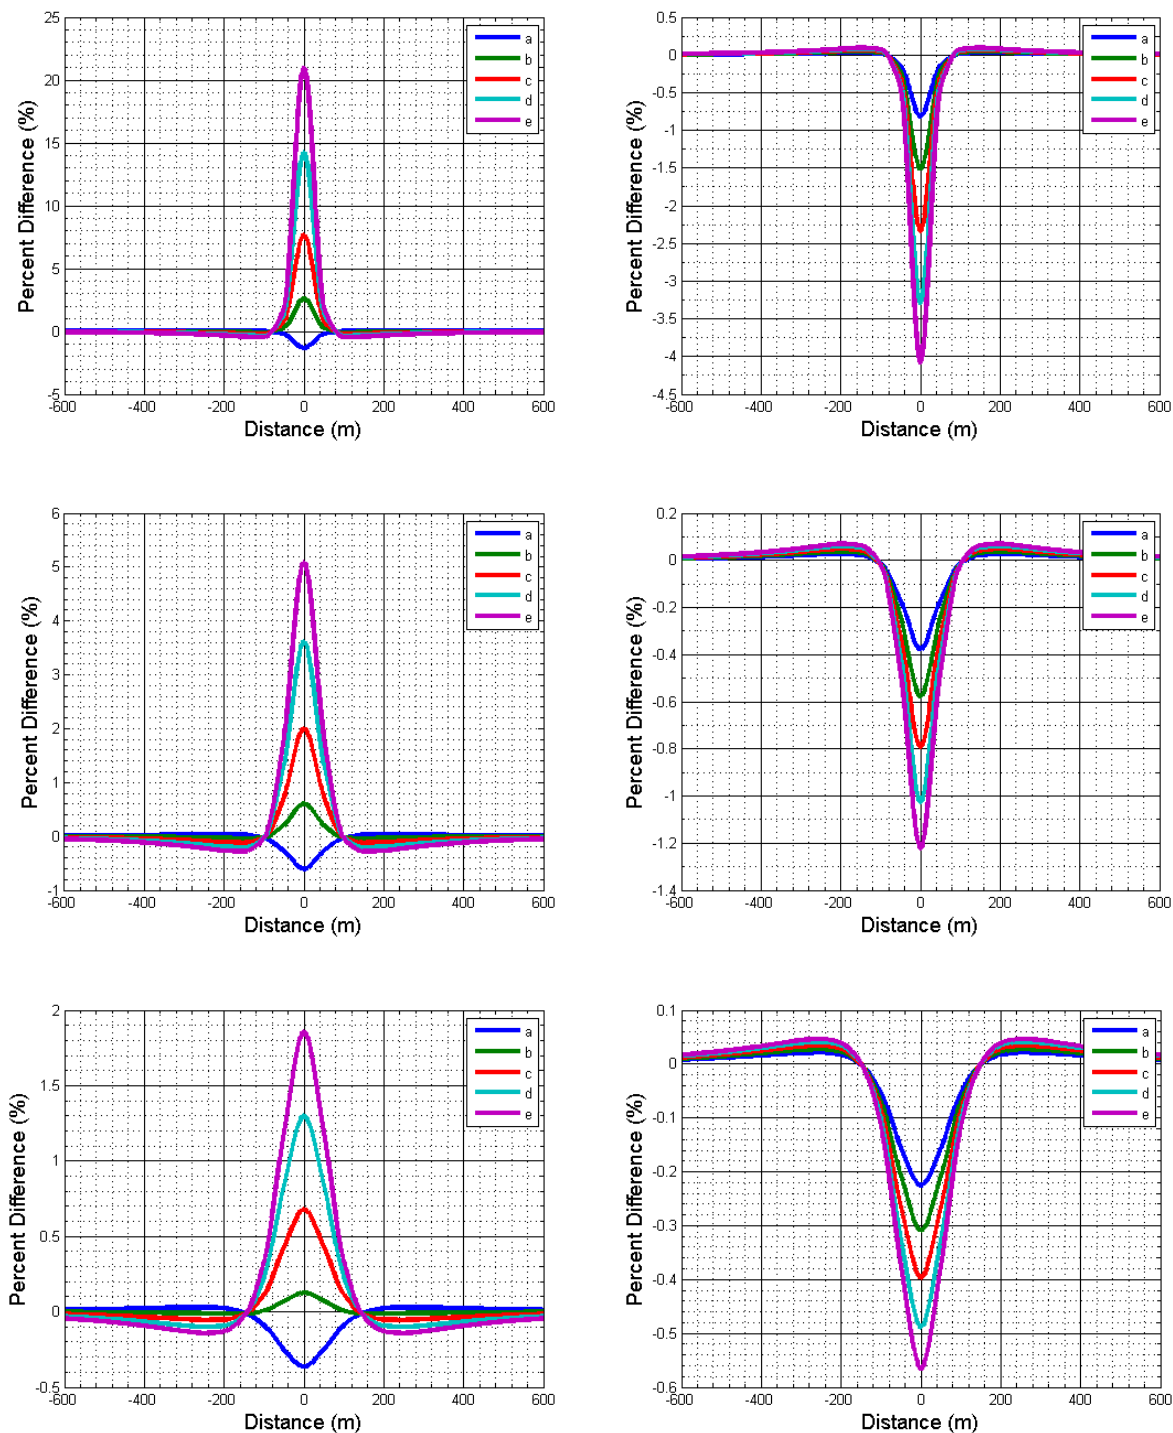 25
20
15
10
5
0
-5
Percent Difference (%)
-600 -400 -200 0 200 400 600
Distance (m)
a
b
c
d
e
0.5
0
-0.5
-1
-1.5
-2
-2.5
-3
-3.5
-4
-4.5
Percent Difference (%)
-600 -400 -200 0 200 400 600
Distance (m)
a
b
c
d
e
6
5
4
3
2
1
0
-1
Percent Difference (%)
-600 -400 -200 0 200 400 600
Distance (m)
a
b
c
d
e
0.2
0
-0.2
-0.4
-0.6
-0.8
-1
-1.2
-1.4
Percent Difference (%)
-600 -400 -200 0 200 400 600
Distance (m)
a
b
c
d
e
2
1.5
1
0.5
0
-0.5
Percent Difference (%)
-600 -400 -200 0 200 400 600
Distance (m)
a
b
c
d
e
0.1
0
-0.1
-0.2
-0.3
-0.4
-0.5
-0.6
Percent Difference (%)
-600 -400 -200 0 200 400 600
Distance (m)
a
b
c
d
e